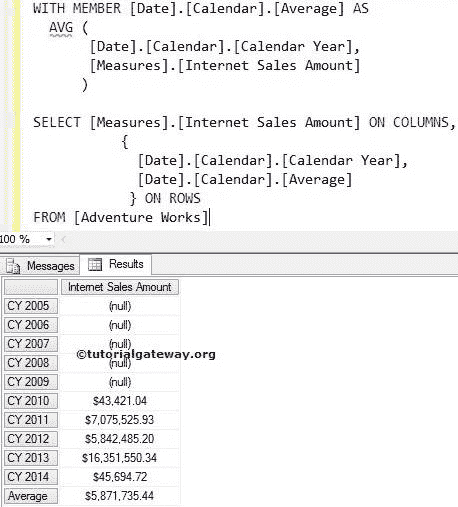 WITH MEMBER [Date].[Calendar].[Average] AS
AVG (
[Date].[Calendar].[Calendar Year],
[Measures].[Internet Sales Amount]
)
SELECT [Measures].[Internet Sales Amount] ON COLUMNS,
{
[Date].[Calendar].[Calendar Year],
[Date].[Calendar].[Average]
} ON ROWS
FROM [Adventure Works]
100 %
Messages Results
Internet Sales Amount
CY 2005 (null)
CY 2006 (null)
CY 2007 (null)
©tutorialgateway.org
CY 2008 (null)
CY 2009 (null)
CY 2010 $43,421.04
CY 2011 $7,075,525.93
CY 2012 $5,842,485.20
CY 2013 $16,351,550.34
CY 2014 $45,694.72
Average $5,871,735.44